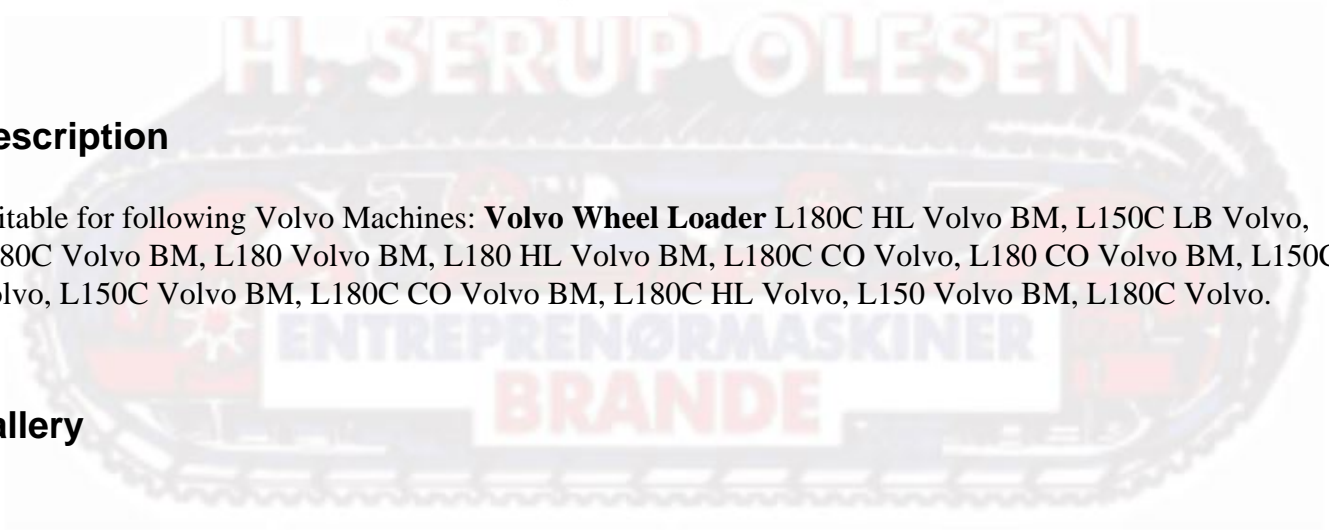 H. SERUP OLESEN
escription
itable for following Volvo Machines: Volvo Wheel Loader L180C HL Volvo BM, L150C LB Volvo,
80C Volvo BM, L180 Volvo BM, L180 HL Volvo BM, L180C CO Volvo, L180 CO Volvo BM, L150C
olvo, L150C Volvo BM, L180C CO Volvo BM, L180C HL Volvo, L150 Volvo BM, L180C Volvo.
ENTREPRENØRMASKINER
BRANDE
allery